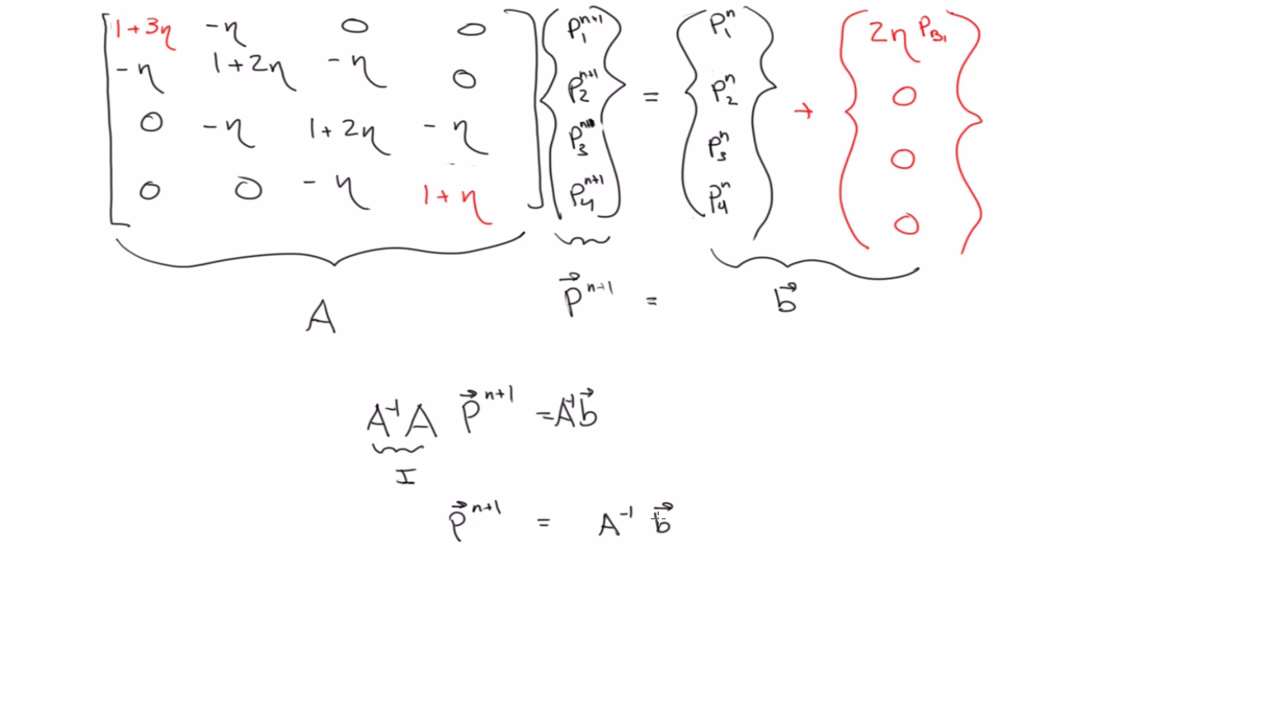 1+3η -η 0 0 P₁ⁿ⁺¹ P₁ⁿ 2η P_B₁
-η 1+2η -η 0 P₂ⁿ⁺¹ = P₂ⁿ + 0
0 -η 1+2η -η P₃ⁿ⁺¹ P₃ⁿ 0
0 0 -η 1+η P₄ⁿ⁺¹ P₄ⁿ 0
A P⃗ⁿ⁺¹ = b⃗
A⁻¹A P⃗ⁿ⁺¹ = A⁻¹b⃗
I
P⃗ⁿ⁺¹ = A⁻¹ b⃗